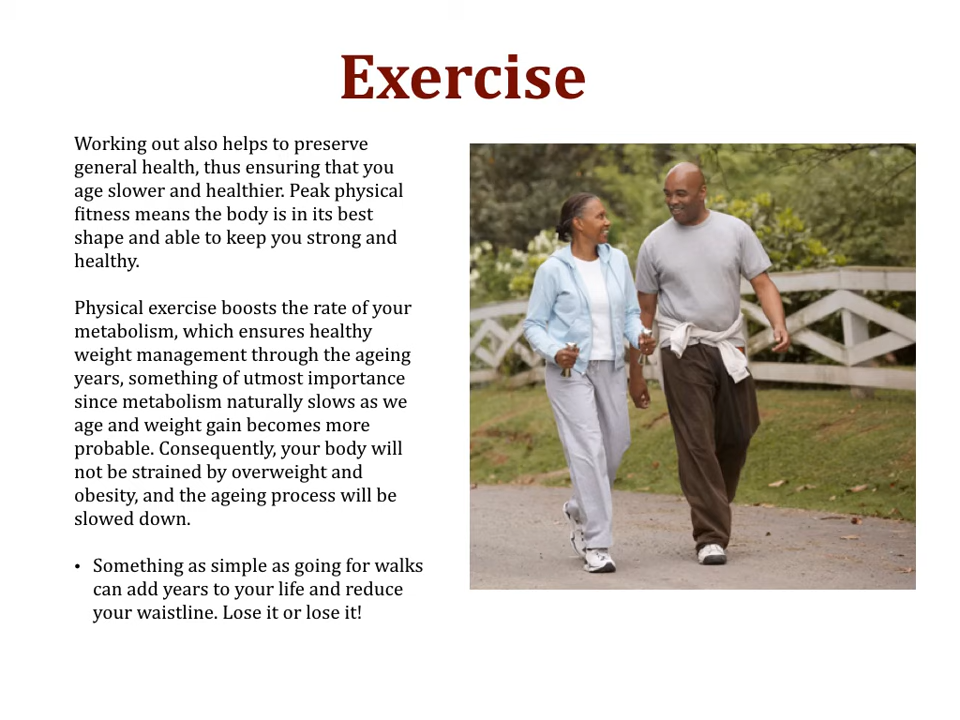 Exercise
Working out also helps to preserve
general health, thus ensuring that you
age slower and healthier. Peak physical
fitness means the body is in its best
shape and able to keep you strong and
healthy.
Physical exercise boosts the rate of your
metabolism, which ensures healthy
weight management through the ageing
years, something of utmost importance
since metabolism naturally slows as we
age and weight gain becomes more
probable. Consequently, your body will
not be strained by overweight and
obesity, and the ageing process will be
slowed down.
• Something as simple as going for walks
can add years to your life and reduce
your waistline. Lose it or lose it!